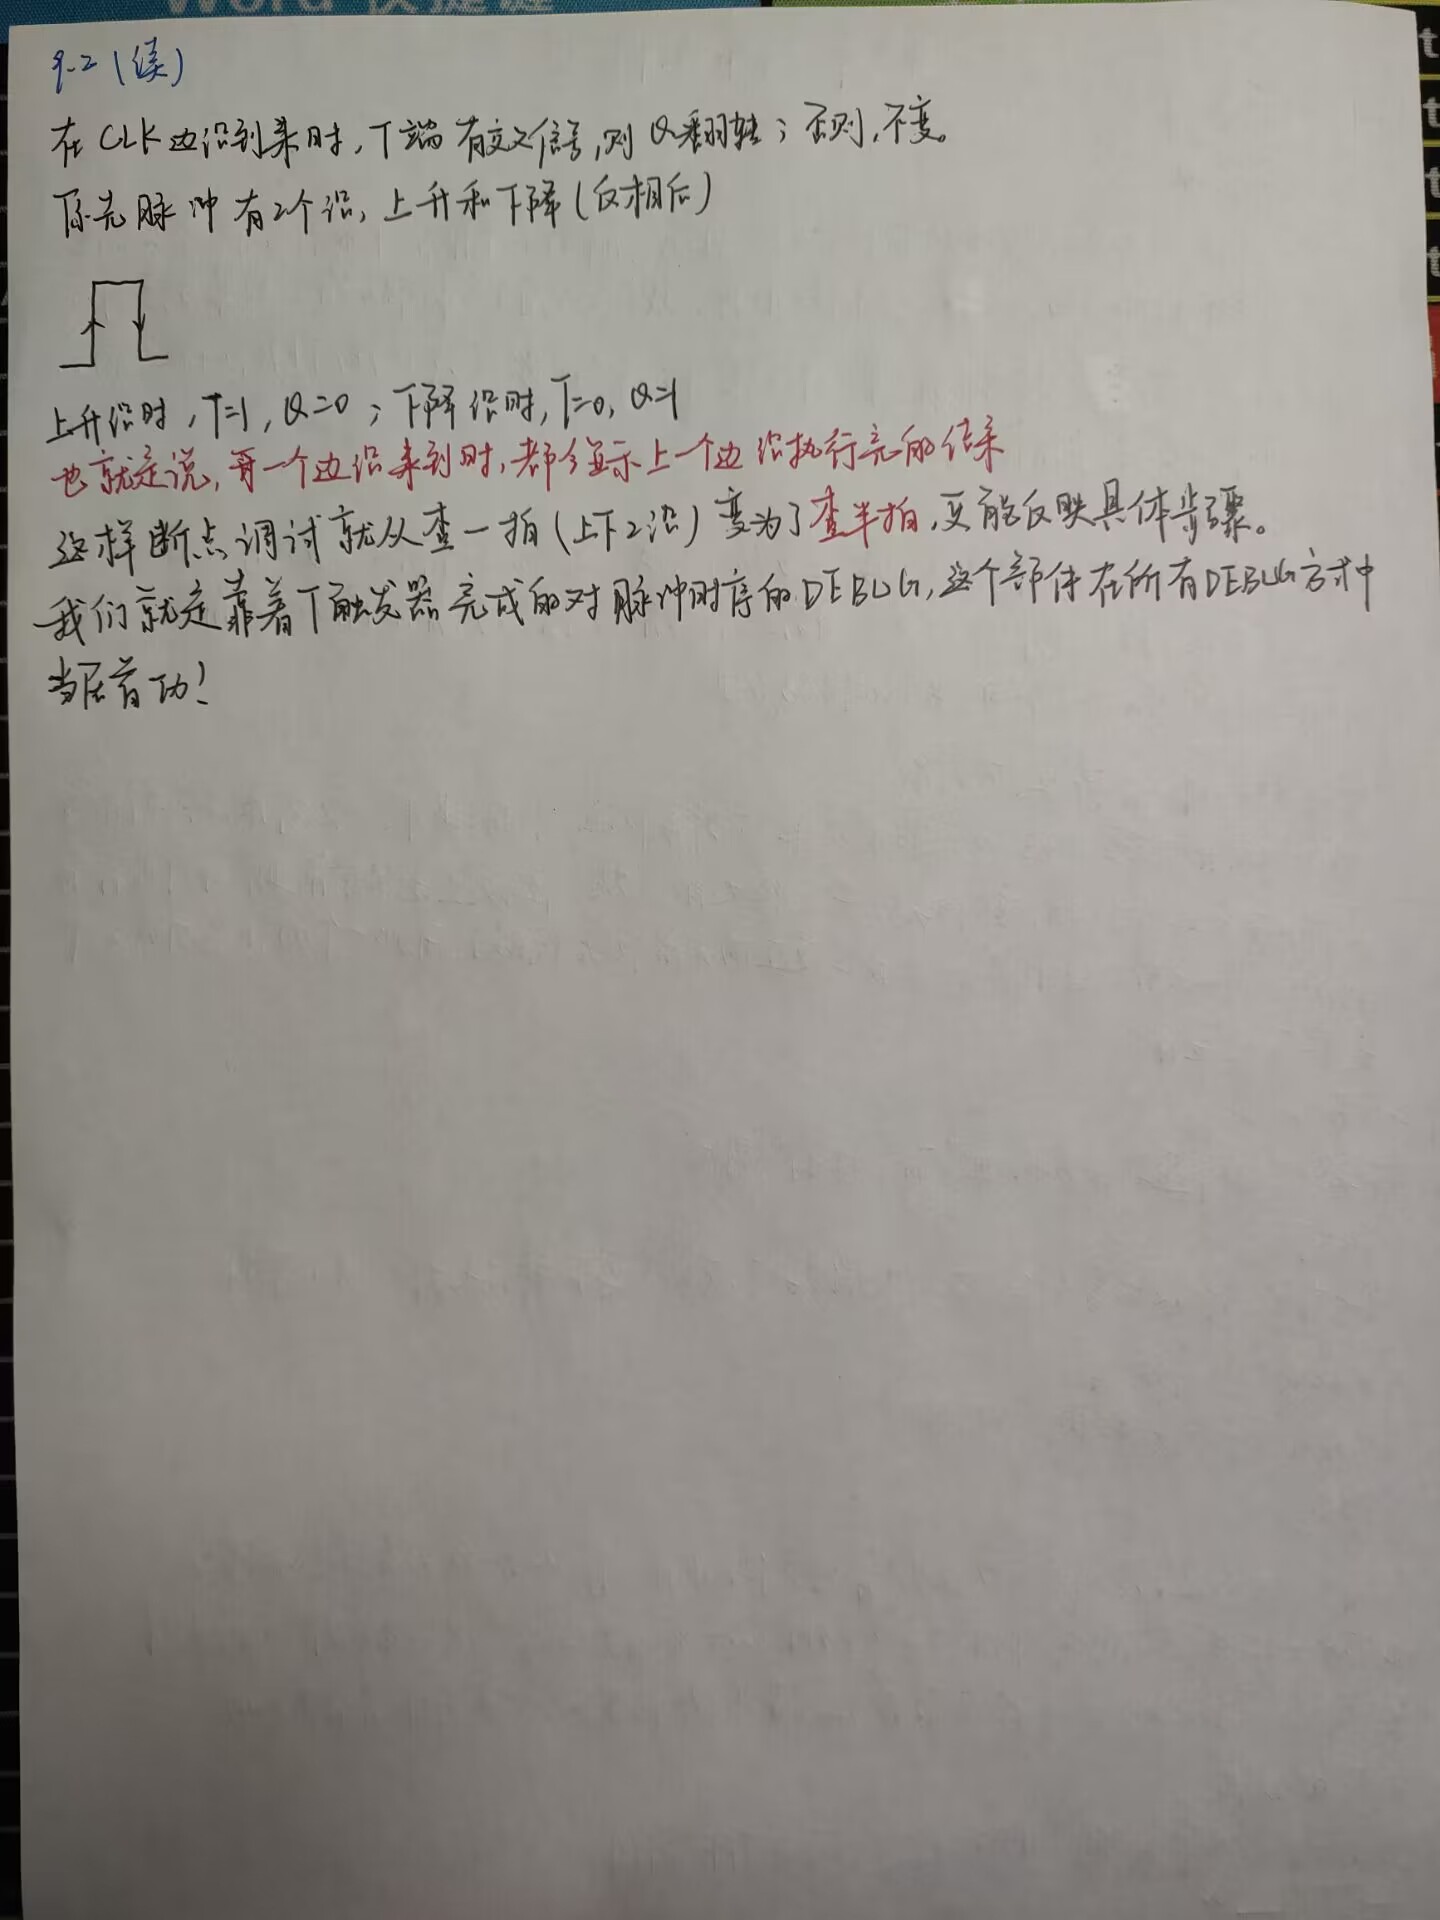 Word 快捷键
9.2(续)
在CLK边沿到来时,T端有效信号,则Q翻转;否则,不变。
原先脉冲有2个沿,上升和下降(反相后)
上升沿时,T=1,Q=0;下降沿时,T=0,Q=1
也就是说,每一个边沿来到时,都会显示上一个边沿执行完的结果
这样断点调试就从查一拍(上下2沿)变为了查半拍,更能反映具体步骤。
我们就是靠着T触发器完成的对脉冲时序的DEBUG,这个部件在所有DEBUG方式中
当居首功!